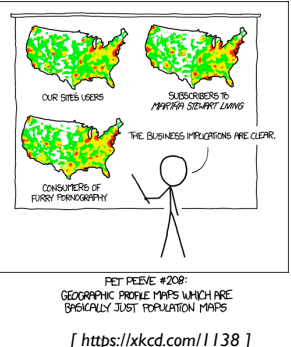 OUR SITE'S USERS
SUBSCRIBERS TO
MARTHA STEWART LIVING
CONSUMERS OF
FURRY PORNOGRAPHY
THE BUSINESS IMPLICATIONS ARE CLEAR.
PET PEEVE #208:
GEOGRAPHIC PROFILE MAPS WHICH ARE
BASICALLY JUST POPULATION MAPS
[ https://xkcd.com/1138 ]